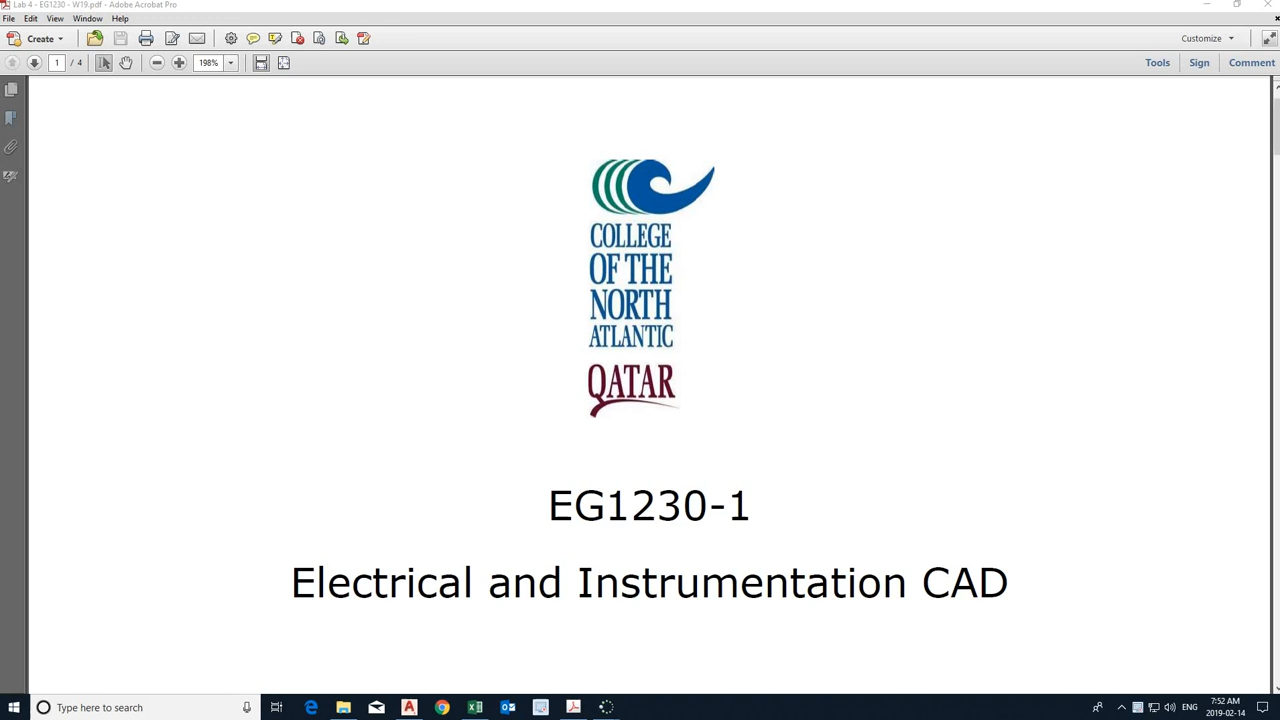 Lab 4 - EG1230 - W19.pdf - Adobe Acrobat Pro
File Edit View Window Help
Create Customize
1 / 4 198% Tools Sign Comment
COLLEGE
OF THE
NORTH
ATLANTIC
QATAR
EG1230-1
Electrical and Instrumentation CAD
Type here to search
ENG
7:52 AM
2019-02-14